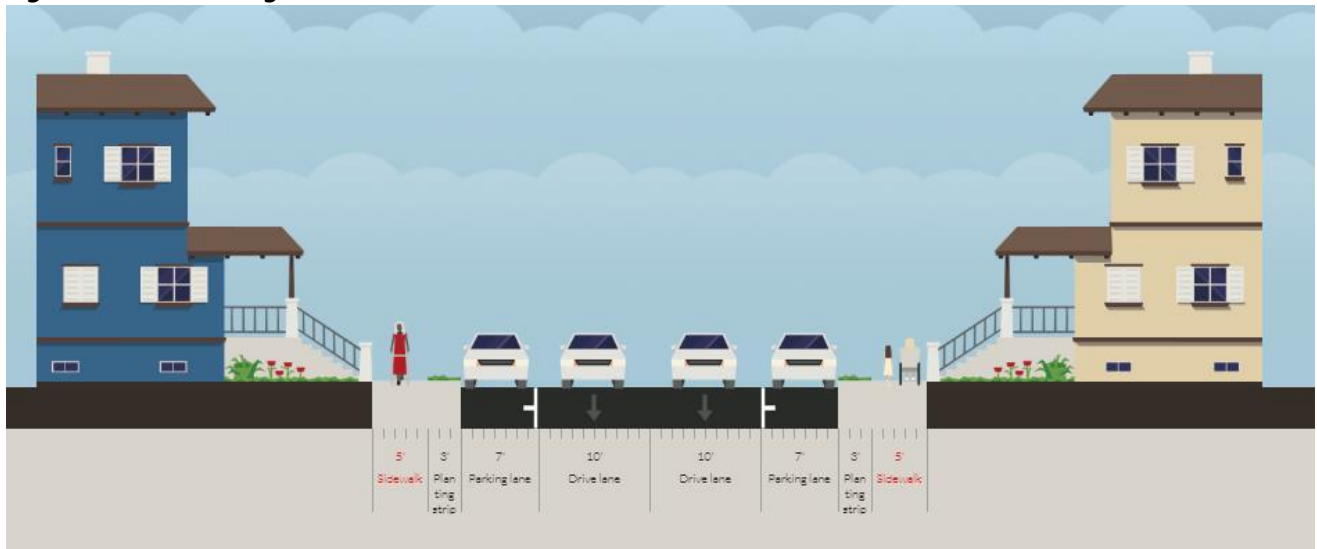 5' 3' 7' 10' 10' 7' 3' 5'
Sidewalk Plan Parking lane Drive lane Drive lane Parking lane Plan Sidewalk
ting ting
strip strip